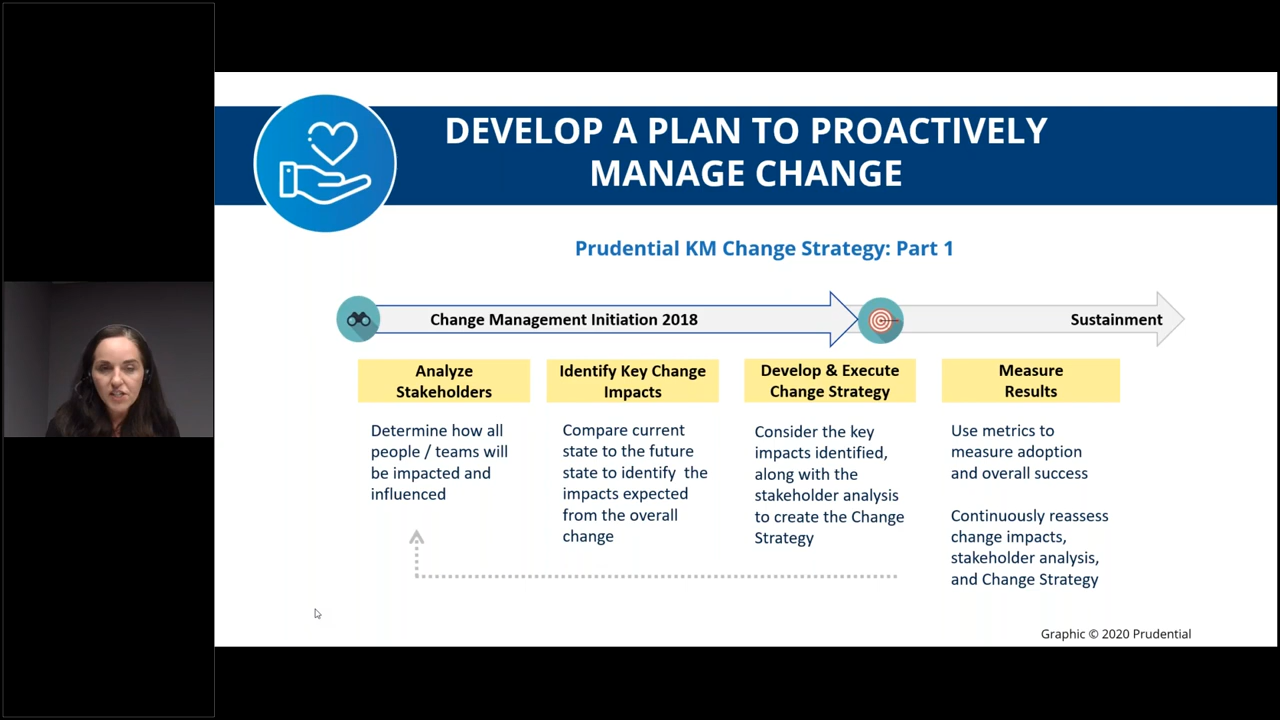 DEVELOP A PLAN TO PROACTIVELY
MANAGE CHANGE
Prudential KM Change Strategy: Part 1
Change Management Initiation 2018
Sustainment
Analyze
Stakeholders
Determine how all
people / teams will
be impacted and
influenced
Identify Key Change
Impacts
Compare current
state to the future
state to identify the
impacts expected
from the overall
change
Develop & Execute
Change Strategy
Consider the key
impacts identified,
along with the
stakeholder analysis
to create the Change
Strategy
Measure
Results
Use metrics to
measure adoption
and overall success
Continuously reassess
change impacts,
stakeholder analysis,
and Change Strategy
Graphic © 2020 Prudential